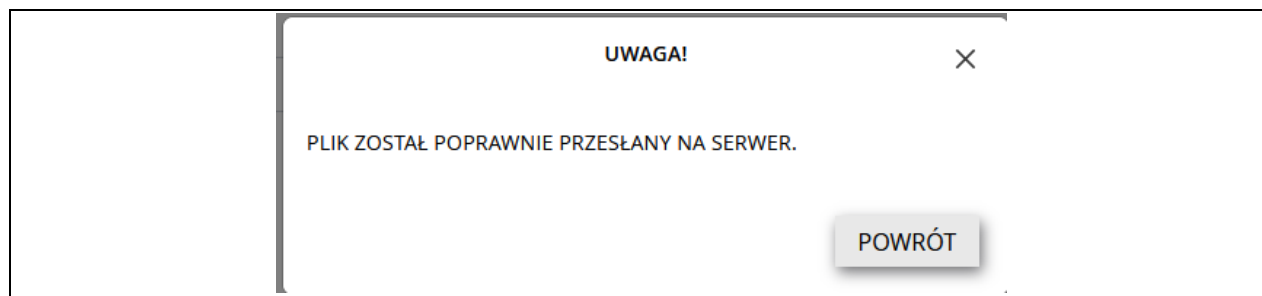 UWAGA!
PLIK ZOSTAŁ POPRAWNIE PRZESŁANY NA SERWER.
POWRÓT